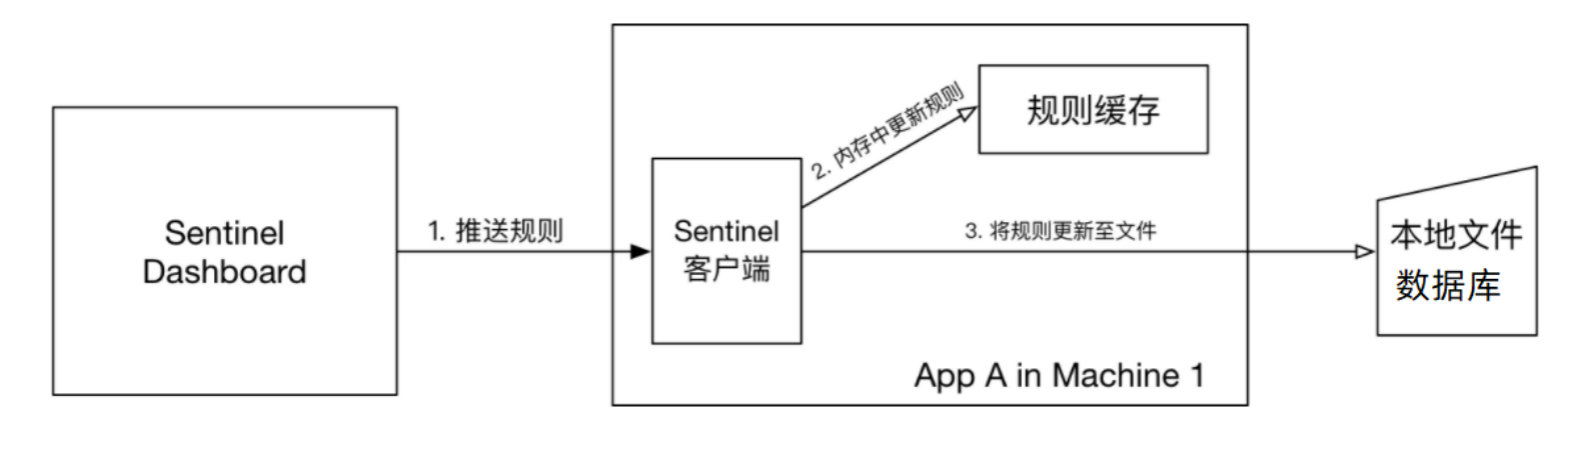 Sentinel
Dashboard
1. 推送规则
Sentinel
客户端
2. 内存中更新规则
规则缓存
3. 将规则更新至文件
本地文件
数据库
App A in Machine 1